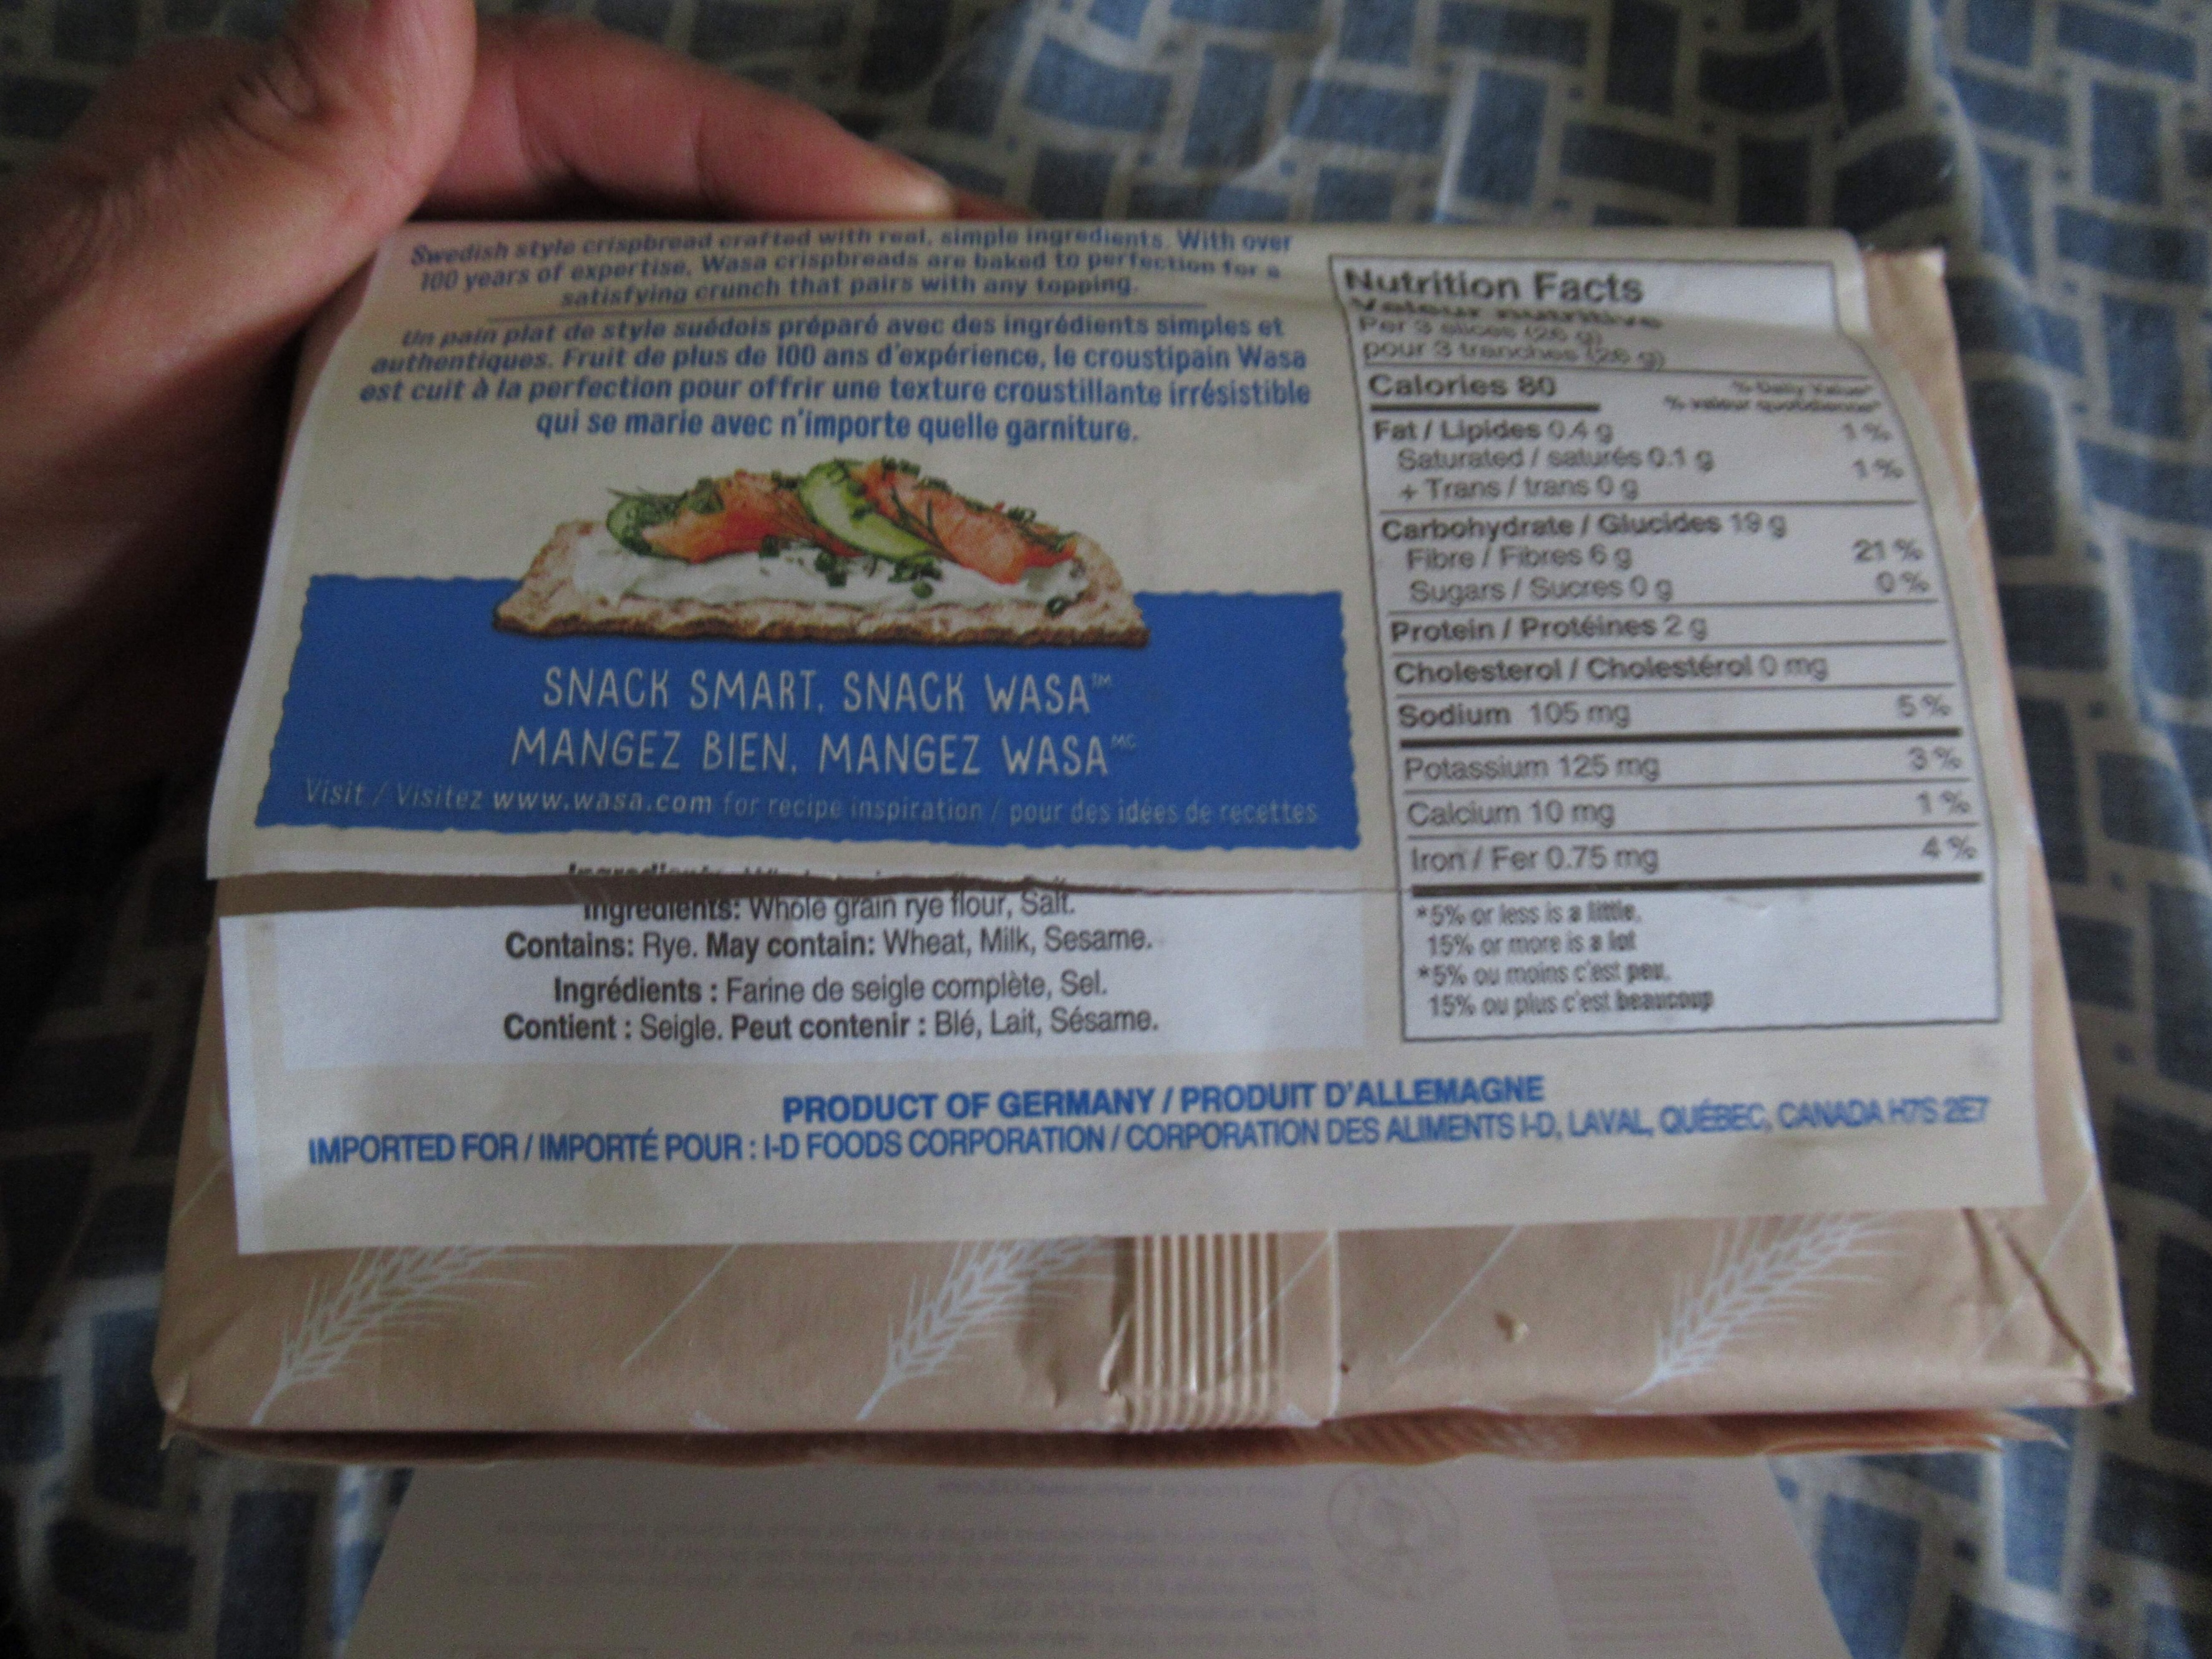 Swedish style crispbread crafted with real, simple ingredients. With over
100 years of expertise, Wasa crispbreads are baked to perfection for a
satisfying crunch that pairs with any topping.
Un pain plat de style suédois préparé avec des ingrédients simples et
authentiques. Fruit de plus de 100 ans d'expérience, le croustipain Wasa
est cuit à la perfection pour offrir une texture croustillante irrésistible
qui se marie avec n'importe quelle garniture.
SNACK SMART, SNACK WASA™
MANGEZ BIEN, MANGEZ WASA MC
Visit / Visitez www.wasa.com for recipe inspiration / pour des idées de recettes
Ingredients: Whole grain rye flour, Salt.
Contains: Rye. May contain: Wheat, Milk, Sesame.
Ingrédients : Farine de seigle complète, Sel.
Contient : Seigle. Peut contenir : Blé, Lait, Sésame.
Nutrition Facts
Valeur nutritive
Per 3 slices (26 g)
pour 3 tranches (26 g)
Calories 80
% Daily Value*
% valeur quotidienne*
Fat / Lipides 0.4 g 1 %
Saturated / saturés 0.1 g 1 %
+ Trans / trans 0 g
Carbohydrate / Glucides 19 g
Fibre / Fibres 6 g 21 %
Sugars / Sucres 0 g 0 %
Protein / Protéines 2 g
Cholesterol / Cholestérol 0 mg
Sodium 105 mg 5 %
Potassium 125 mg 3 %
Calcium 10 mg 1 %
Iron / Fer 0.75 mg 4 %
*5% or less is a little,
15% or more is a lot
*5% ou moins c'est peu,
15% ou plus c'est beaucoup
PRODUCT OF GERMANY / PRODUIT D'ALLEMAGNE
IMPORTED FOR / IMPORTÉ POUR : I-D FOODS CORPORATION / CORPORATION DES ALIMENTS I-D, LAVAL, QUÉBEC, CANADA H7S 2E7